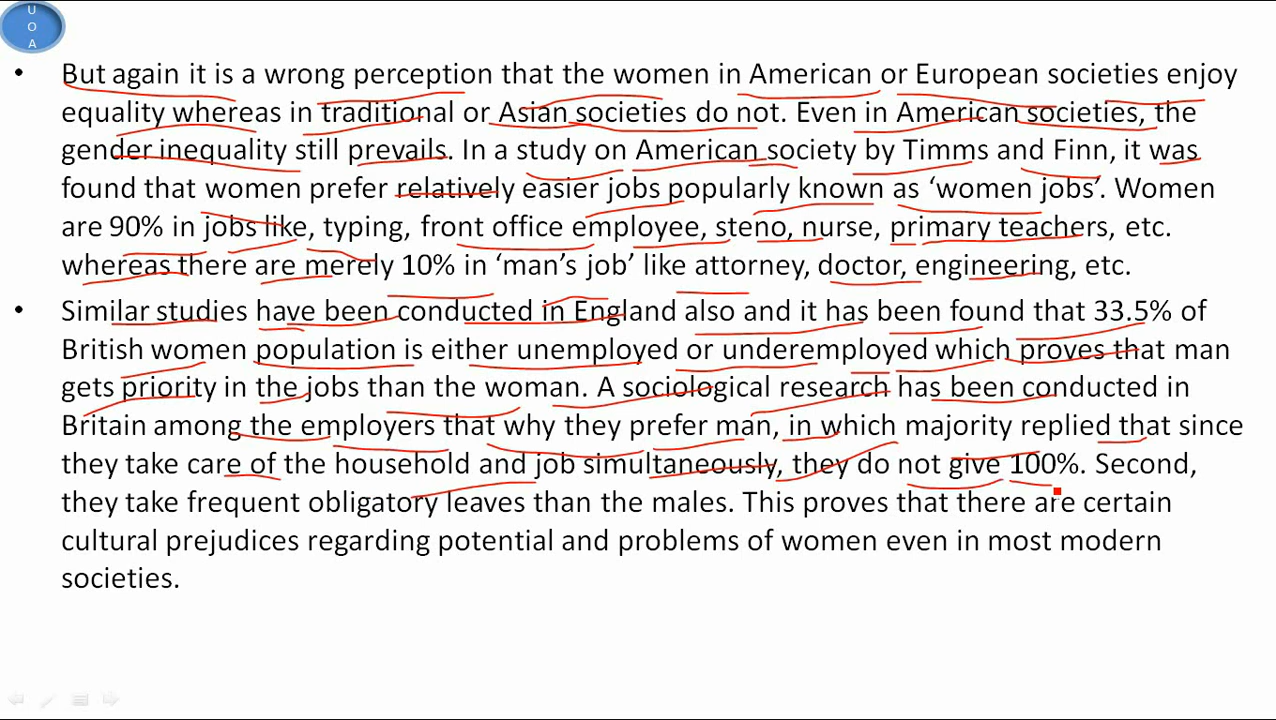 U
O
A
• But again it is a wrong perception that the women in American or European societies enjoy
equality whereas in traditional or Asian societies do not. Even in American societies, the
gender inequality still prevails. In a study on American society by Timms and Finn, it was
found that women prefer relatively easier jobs popularly known as ‘women jobs’. Women
are 90% in jobs like, typing, front office employee, steno, nurse, primary teachers, etc.
whereas there are merely 10% in ‘man’s job’ like attorney, doctor, engineering, etc.
• Similar studies have been conducted in England also and it has been found that 33.5% of
British women population is either unemployed or underemployed which proves that man
gets priority in the jobs than the woman. A sociological research has been conducted in
Britain among the employers that why they prefer man, in which majority replied that since
they take care of the household and job simultaneously, they do not give 100%. Second,
they take frequent obligatory leaves than the males. This proves that there are certain
cultural prejudices regarding potential and problems of women even in most modern
societies.